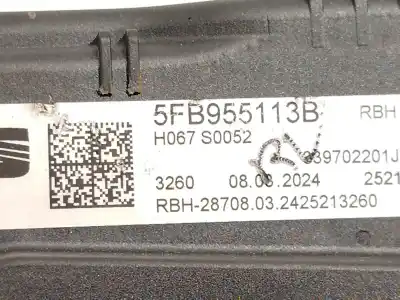 5FB955113B RBH
H067 S0052
39702201J
3260 08.08.2024 2521
RBH-28708.03.2425213260